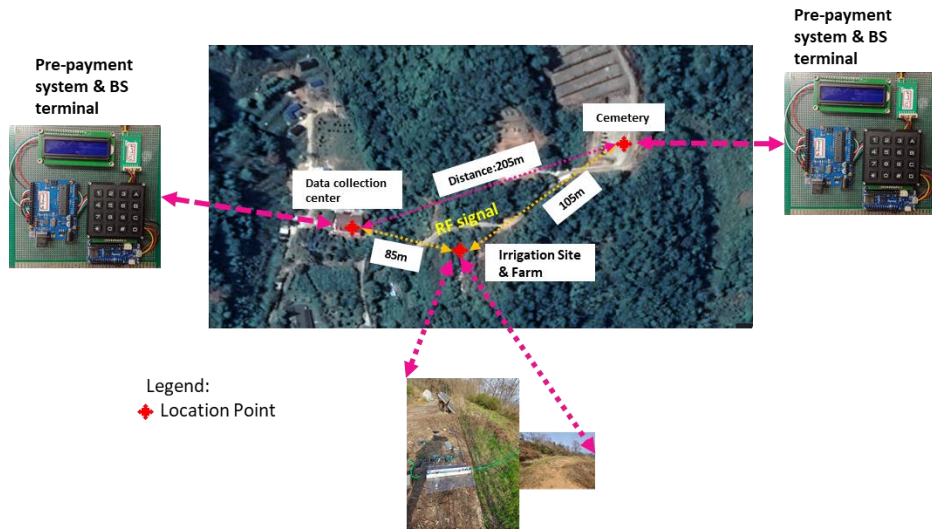 Pre-payment
system & BS
terminal
Pre-payment
system & BS
terminal
Cemetery
Distance:205m
Data collection
center
RF signal
105m
85m
Irrigation Site
& Farm
Legend:
Location Point